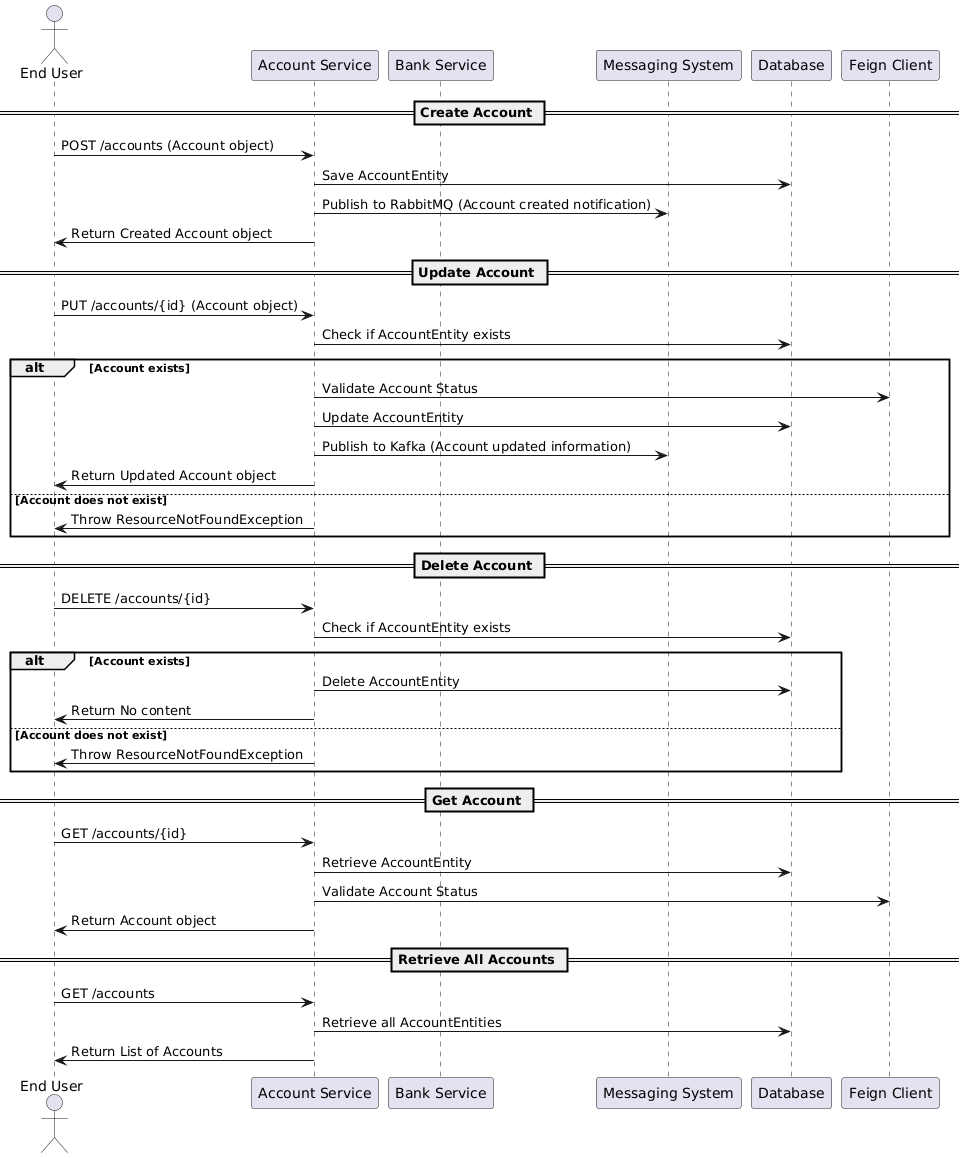 End User
Account Service
Bank Service
Messaging System
Database
Feign Client
Create Account
POST /accounts (Account object)
Save AccountEntity
Publish to RabbitMQ (Account created notification)
Return Created Account object
Update Account
PUT /accounts/{id} (Account object)
Check if AccountEntity exists
alt [Account exists]
Validate Account Status
Update AccountEntity
Publish to Kafka (Account updated information)
Return Updated Account object
[Account does not exist]
Throw ResourceNotFoundException
Delete Account
DELETE /accounts/{id}
Check if AccountEntity exists
alt [Account exists]
Delete AccountEntity
Return No content
[Account does not exist]
Throw ResourceNotFoundException
Get Account
GET /accounts/{id}
Retrieve AccountEntity
Validate Account Status
Return Account object
Retrieve All Accounts
GET /accounts
Retrieve all AccountEntities
Return List of Accounts
End User
Account Service
Bank Service
Messaging System
Database
Feign Client